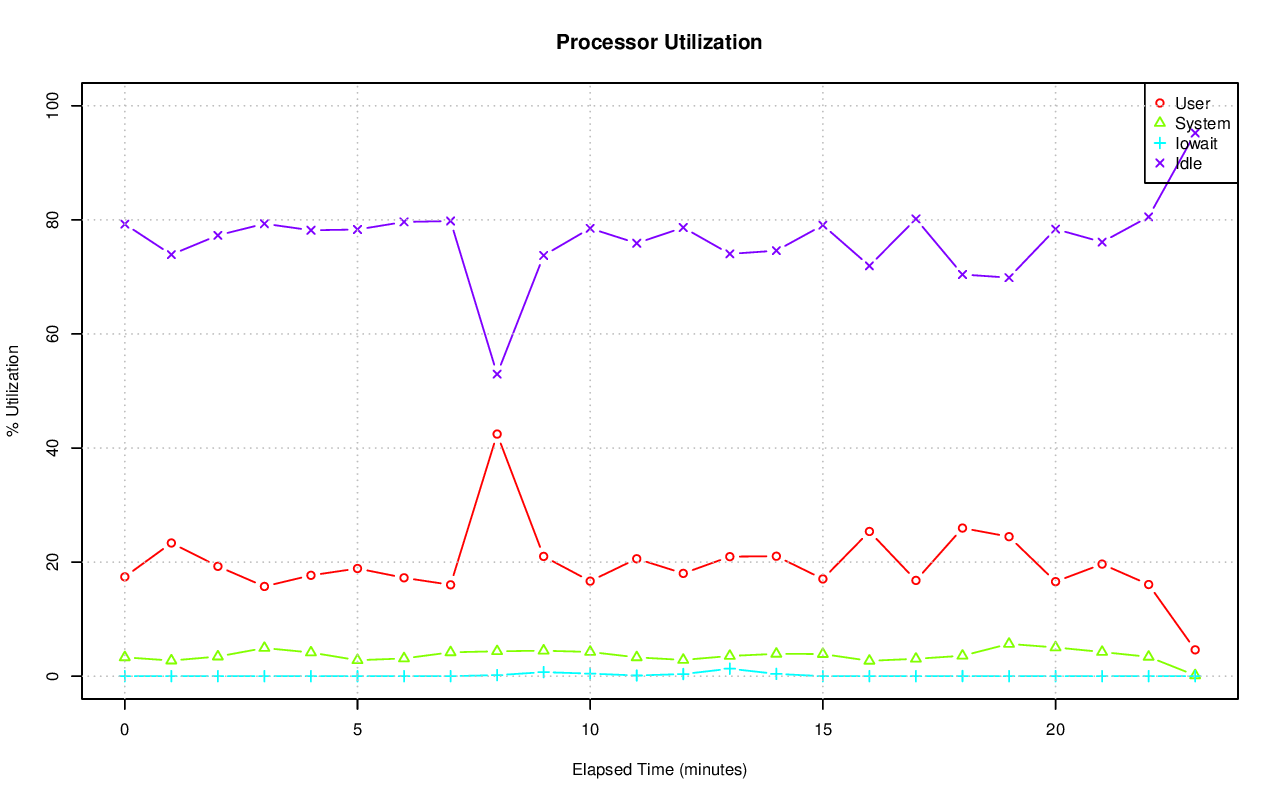 Processor Utilization
% Utilization
100
80
60
40
20
0
User
System
Iowait
Idle
0 5 10 15 20
Elapsed Time (minutes)